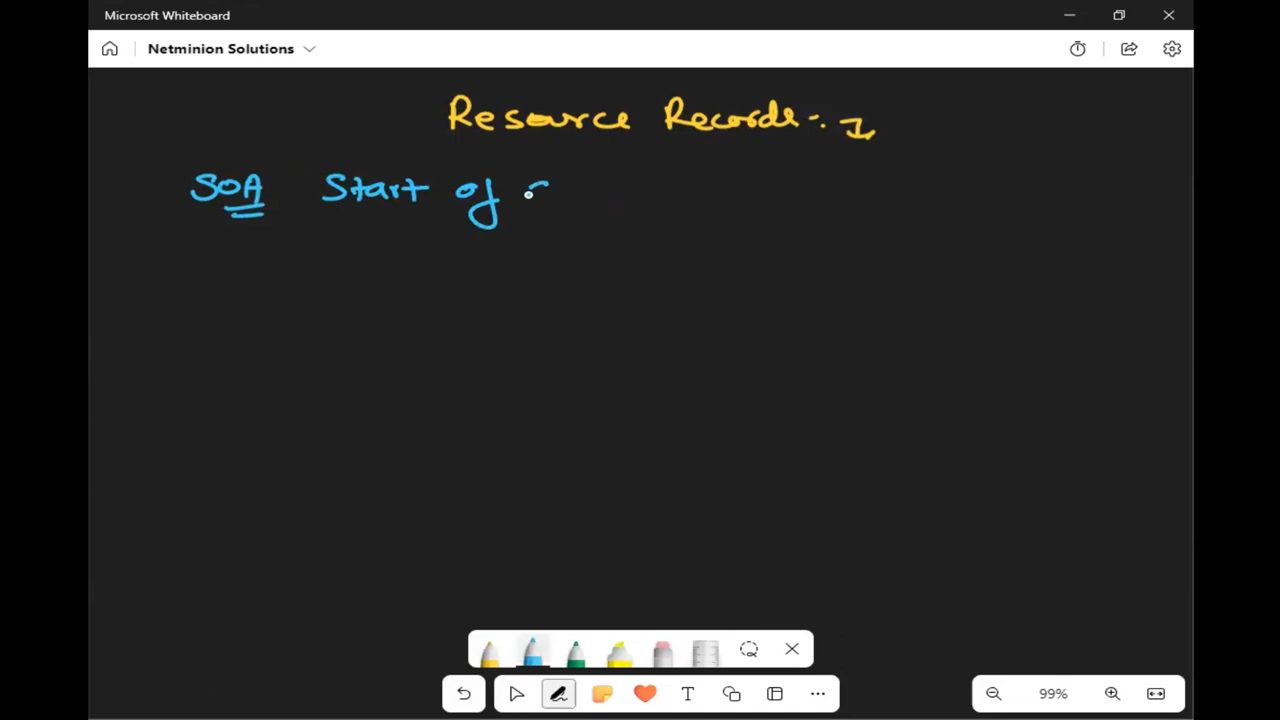 Microsoft Whiteboard
Netminion Solutions
Resource Records:- I
SOA Start of
99%